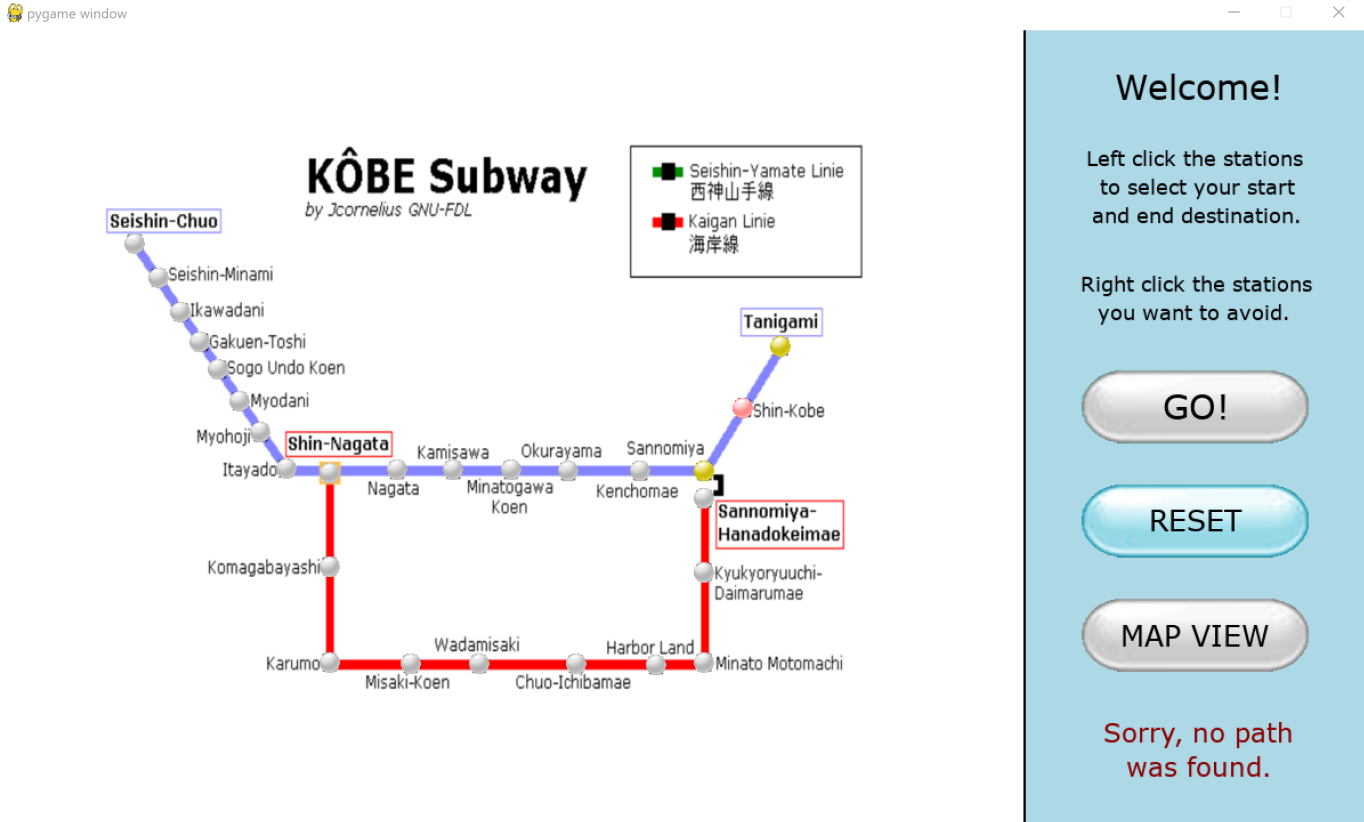 pygame window
KÔBE Subway
by Jcornelius GNU-FDL
Seishin-Yamate Linie
西神山手線
Kaigan Linie
海岸線
Seishin-Chuo
Seishin-Minami
Ikawadani
Gakuen-Toshi
Sogo Undo Koen
Myodani
Myohoji
Itayado
Shin-Nagata
Nagata
Kamisawa
Minatogawa
Koen
Okurayama
Kenchomae
Sannomiya
Shin-Kobe
Tanigami
Sannomiya-
Hanadokeimae
Kyukyoryuuchi-
Daimarumae
Komagabayashi
Karumo
Misaki-Koen
Wadamisaki
Chuo-Ichibamae
Harbor Land
Minato Motomachi
Welcome!
Left click the stations
to select your start
and end destination.
Right click the stations
you want to avoid.
GO!
RESET
MAP VIEW
Sorry, no path
was found.